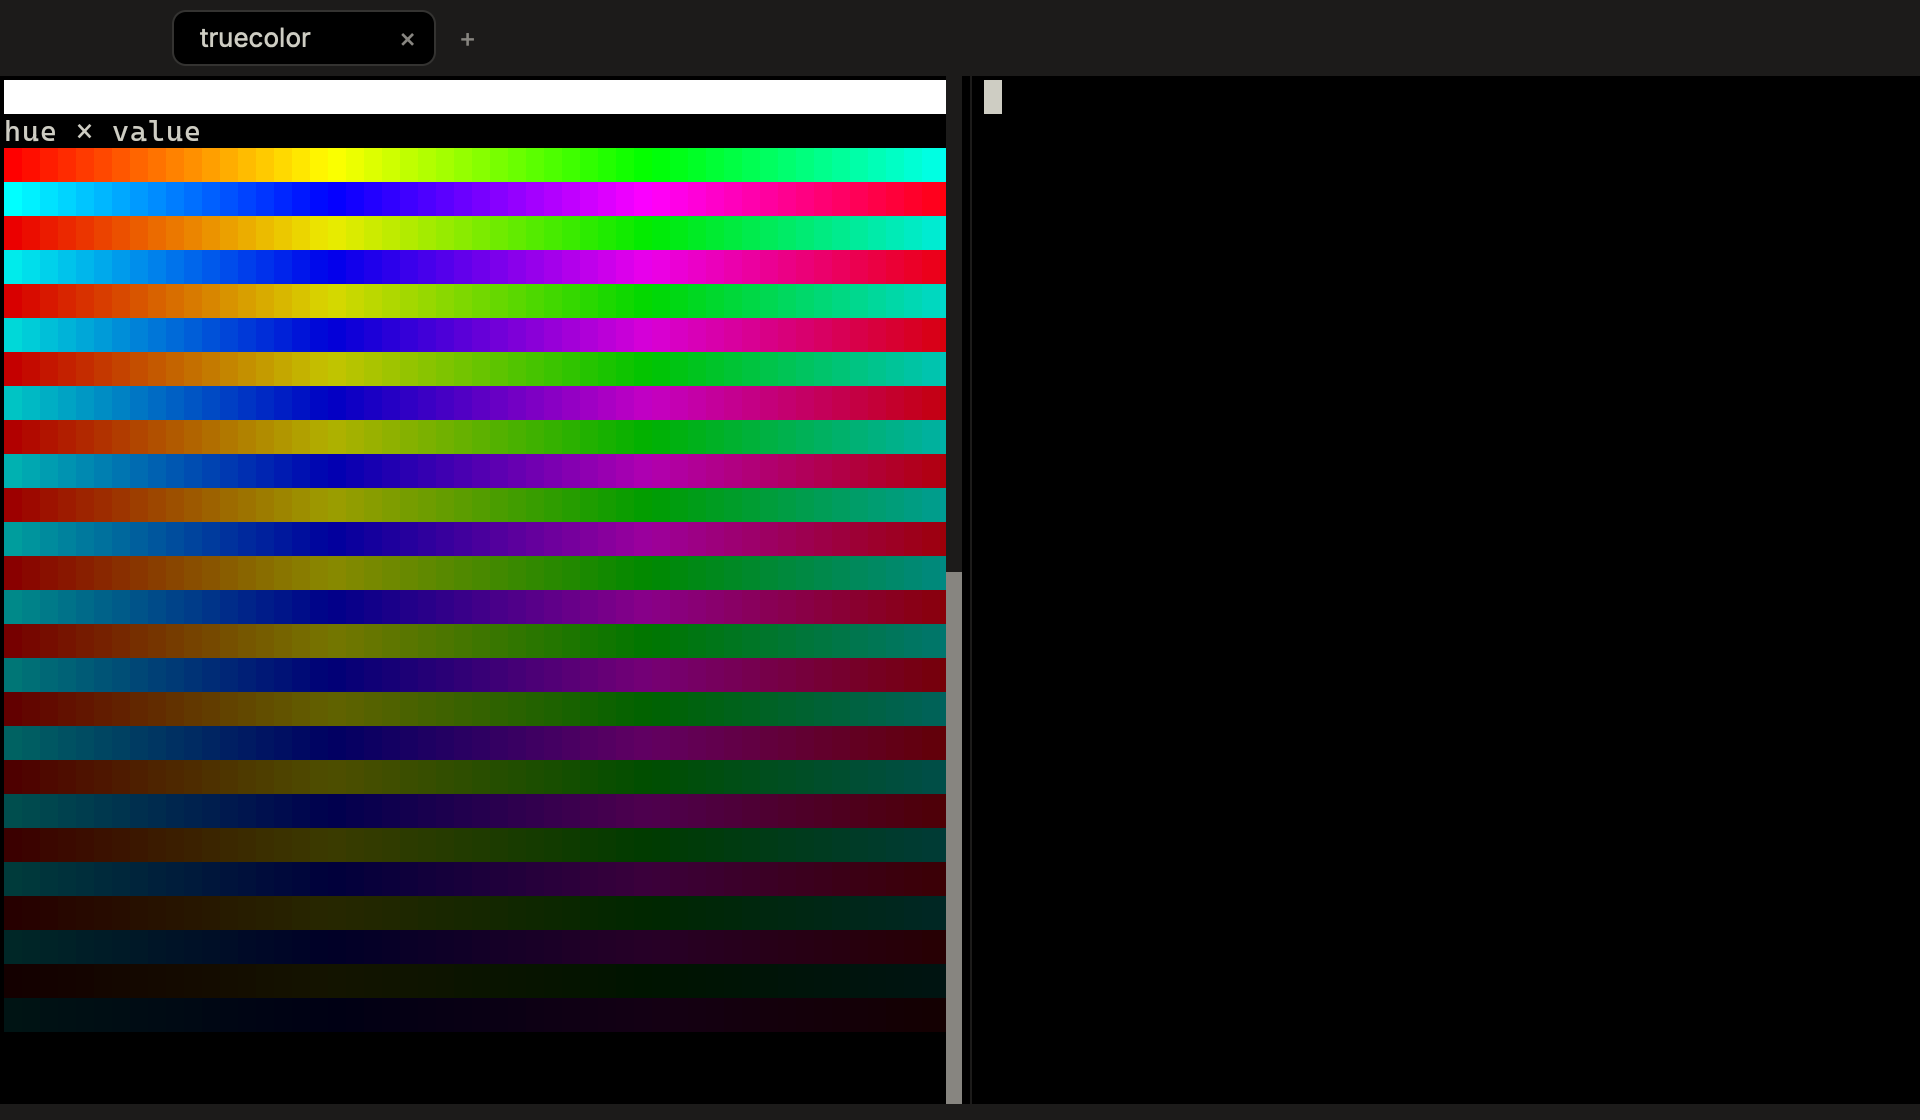 truecolor × +
hue × value